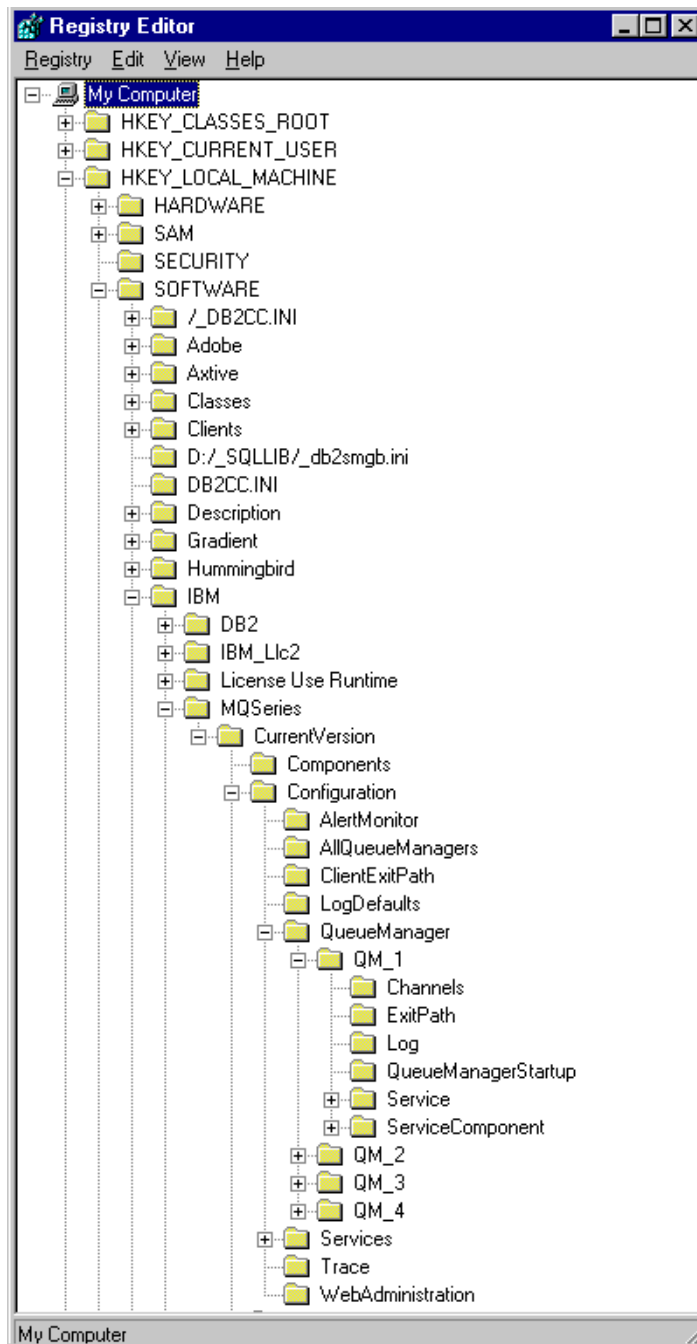 Registry Editor
Registry Edit View Help
My Computer
HKEY_CLASSES_ROOT
HKEY_CURRENT_USER
HKEY_LOCAL_MACHINE
HARDWARE
SAM
SECURITY
SOFTWARE
/_DB2CC.INI
Adobe
Axtive
Classes
Clients
D:/_SQLLIB/_db2smgb.ini
DB2CC.INI
Description
Gradient
Hummingbird
IBM
DB2
IBM_Llc2
License Use Runtime
MQSeries
CurrentVersion
Components
Configuration
AlertMonitor
AllQueueManagers
ClientExitPath
LogDefaults
QueueManager
QM_1
Channels
ExitPath
Log
QueueManagerStartup
Service
ServiceComponent
QM_2
QM_3
QM_4
Services
Trace
WebAdministration
My Computer